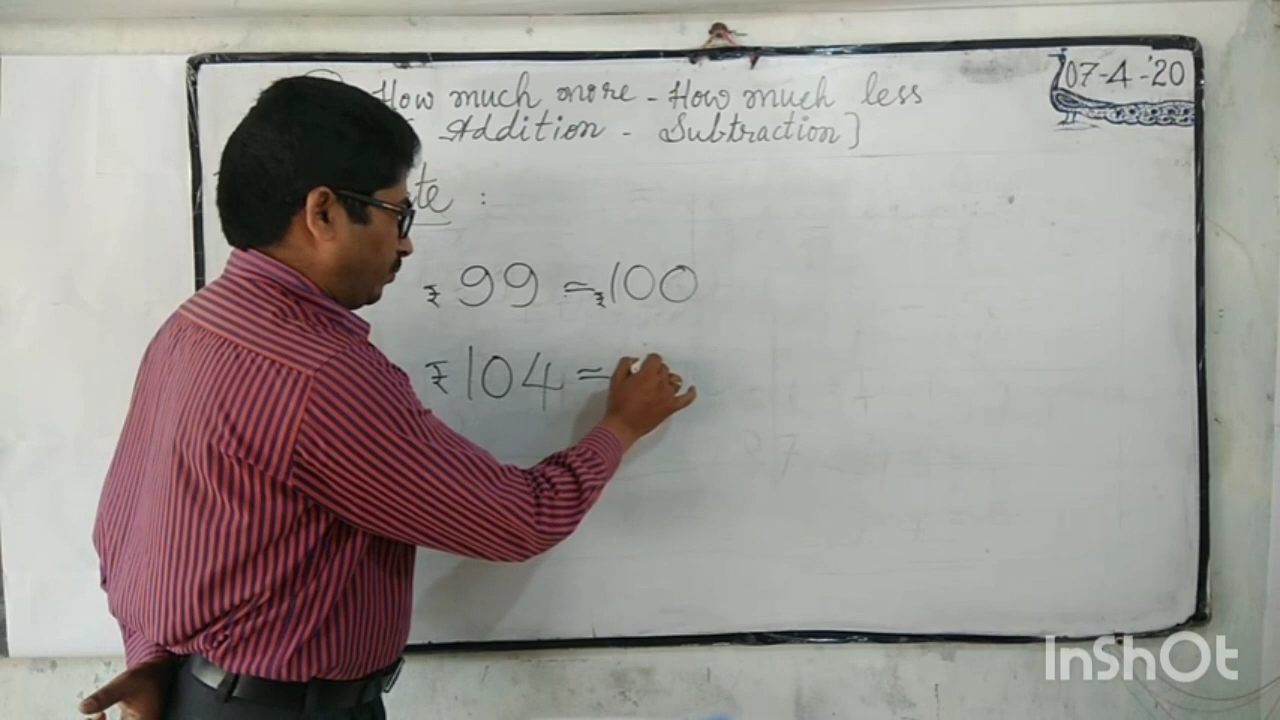 How much more - How much less
07-4-'20
Addition - Subtraction]
:
₹99 = ₹100
₹104 ≈
InShOt